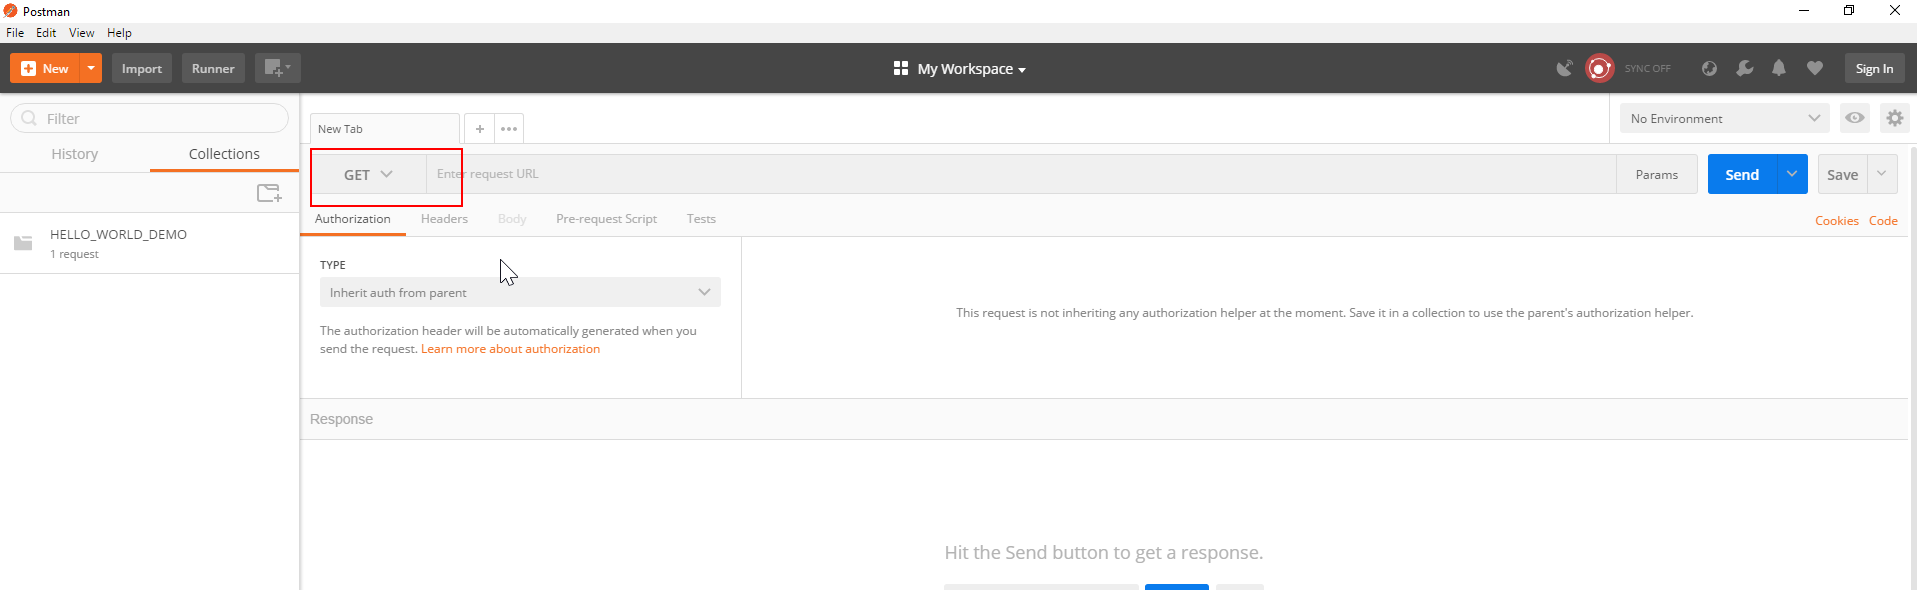 Postman
File Edit View Help
New Import Runner My Workspace SYNC OFF Sign In
Filter
History Collections
HELLO_WORLD_DEMO
1 request
New Tab + •••
No Environment
GET Enter request URL Params Send Save
Authorization Headers Body Pre-request Script Tests Cookies Code
TYPE
Inherit auth from parent
The authorization header will be automatically generated when you
send the request. Learn more about authorization
This request is not inheriting any authorization helper at the moment. Save it in a collection to use the parent's authorization helper.
Response
Hit the Send button to get a response.